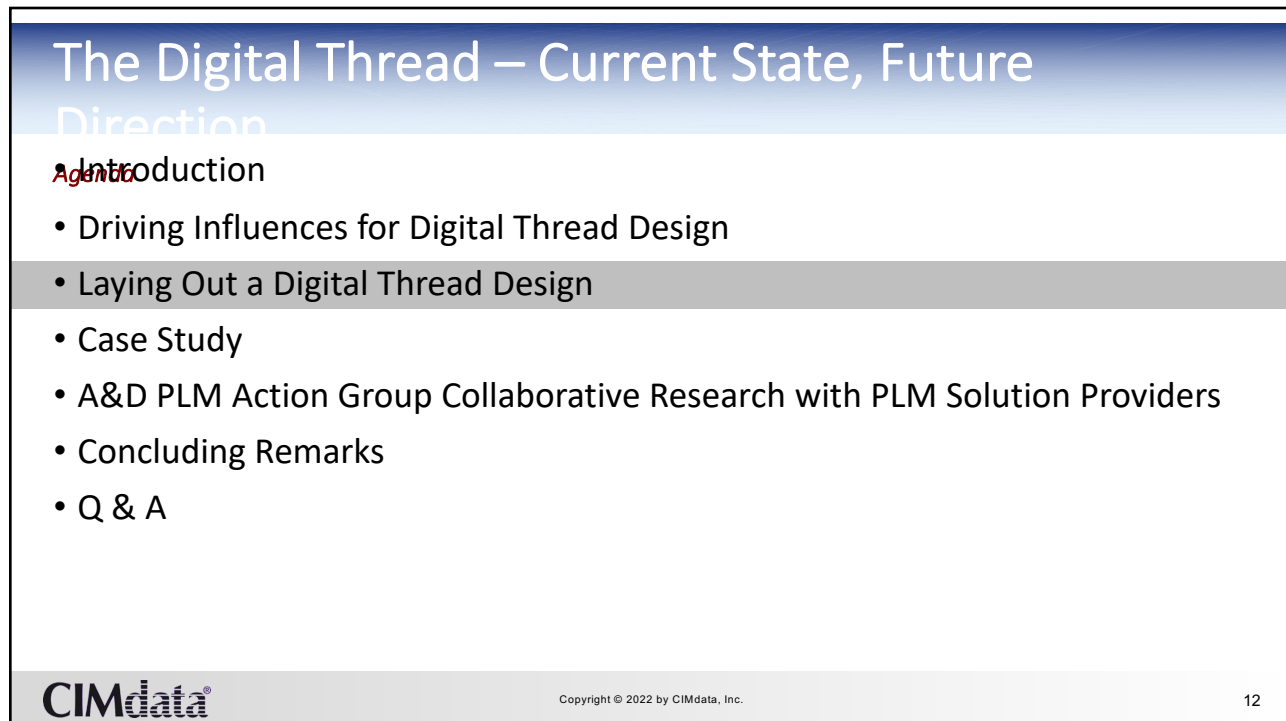 The Digital Thread – Current State, Future
Direction
Agenda
• Introduction
• Driving Influences for Digital Thread Design
• Laying Out a Digital Thread Design
• Case Study
• A&D PLM Action Group Collaborative Research with PLM Solution Providers
• Concluding Remarks
• Q & A
CIMdata®
Copyright © 2022 by CIMdata, Inc.
12